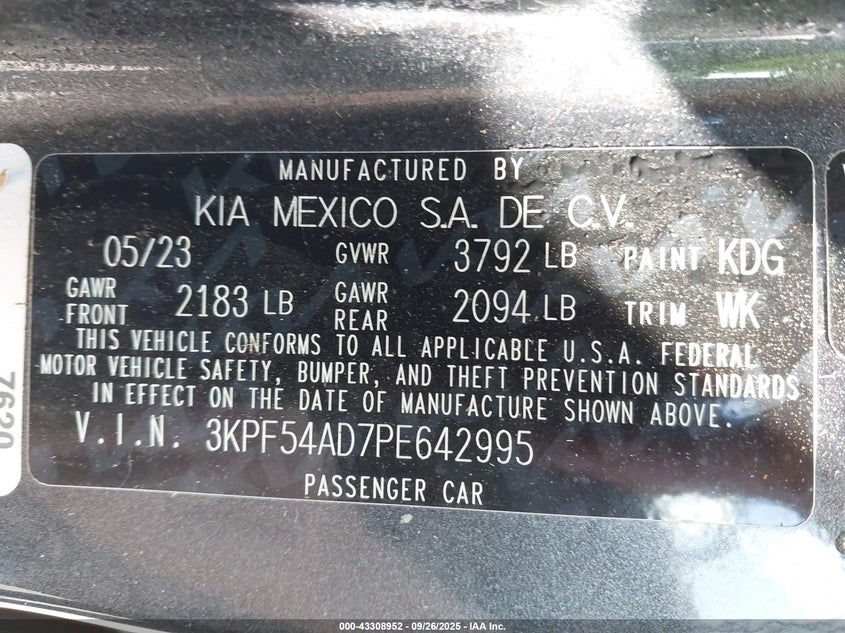 MANUFACTURED BY
KIA MEXICO S.A. DE C.V.
05/23 GVWR 3792 LB PAINT KDG
GAWR FRONT 2183 LB GAWR REAR 2094 LB TRIM WK
THIS VEHICLE CONFORMS TO ALL APPLICABLE U.S.A. FEDERAL
MOTOR VEHICLE SAFETY, BUMPER, AND THEFT PREVENTION STANDARDS
IN EFFECT ON THE DATE OF MANUFACTURE SHOWN ABOVE.
V.I.N. 3KPF54AD7PE642995
PASSENGER CAR
7620
000-43308952 - 09/26/2025 - IAA Inc.